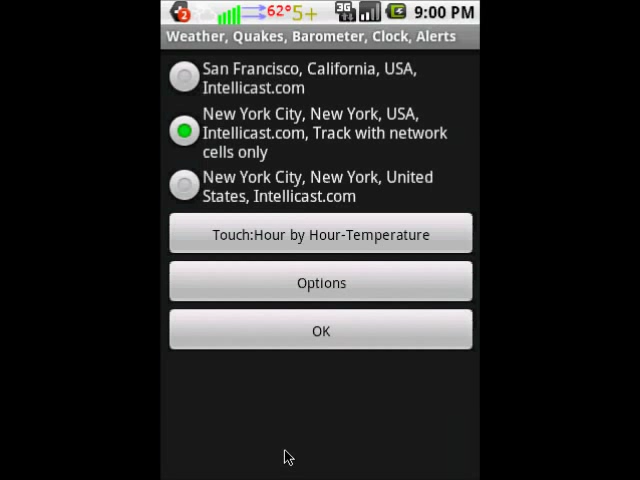 2 62° 5+ 3G 9:00 PM
Weather, Quakes, Barometer, Clock, Alerts
San Francisco, California, USA,
Intellicast.com
New York City, New York, USA,
Intellicast.com, Track with network
cells only
New York City, New York, United
States, Intellicast.com
Touch:Hour by Hour-Temperature
Options
OK